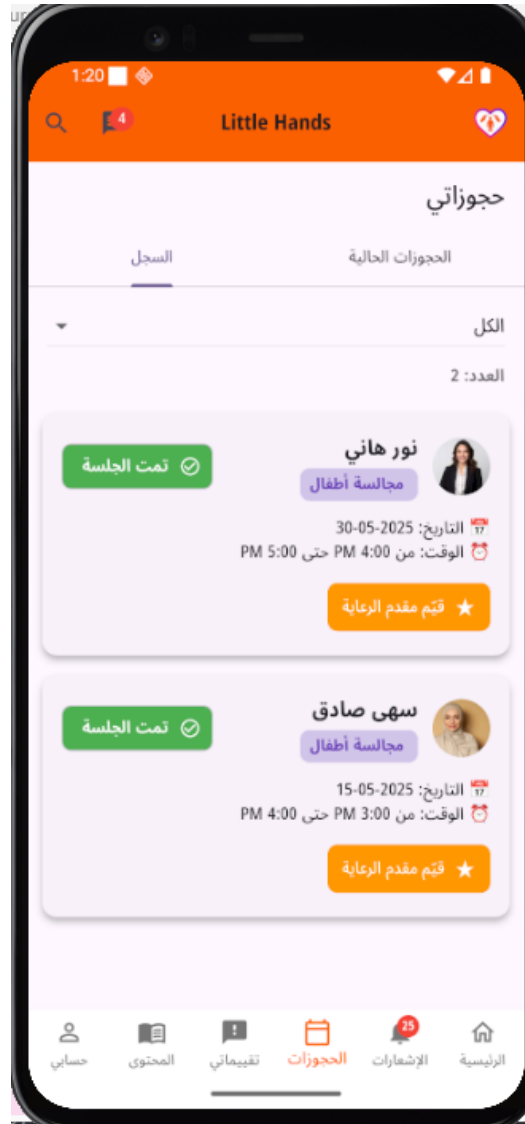 1:20
4
Little Hands
حجوزاتي
الحجوزات الحالية
السجل
الكل
العدد: 2
نور هاني
تمت الجلسة
مجالسة أطفال
17 التاريخ: 2025-05-30
الوقت: من 4:00 PM حتى 5:00 PM
قيّم مقدم الرعاية
سهى صادق
تمت الجلسة
مجالسة أطفال
17 التاريخ: 2025-05-15
الوقت: من 3:00 PM حتى 4:00 PM
قيّم مقدم الرعاية
25
الرئيسية
الإشعارات
الحجوزات
تقييماتي
المحتوى
حسابي